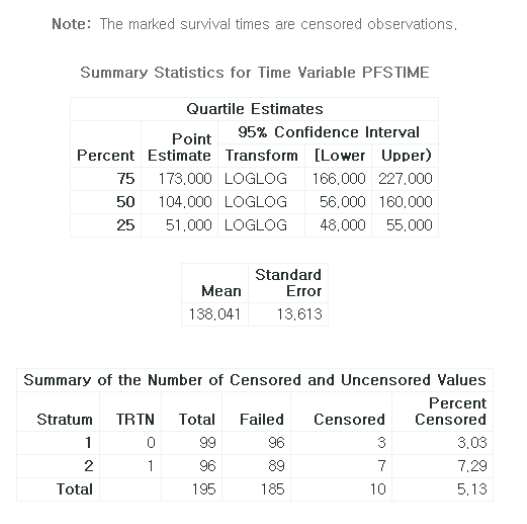 Note: The marked survival times are censored observations.
Summary Statistics for Time Variable PFSTIME
Quartile Estimates
Percent Point Estimate 95% Confidence Interval
Transform [Lower Upper)
75 173.000 LOGLOG 166.000 227.000
50 104.000 LOGLOG 56.000 160.000
25 51.000 LOGLOG 48.000 55.000
Mean Standard Error
138.041 13.613
Summary of the Number of Censored and Uncensored Values
Stratum TRTN Total Failed Censored Percent Censored
1 0 99 96 3 3.03
2 1 96 89 7 7.29
Total 195 185 10 5.13